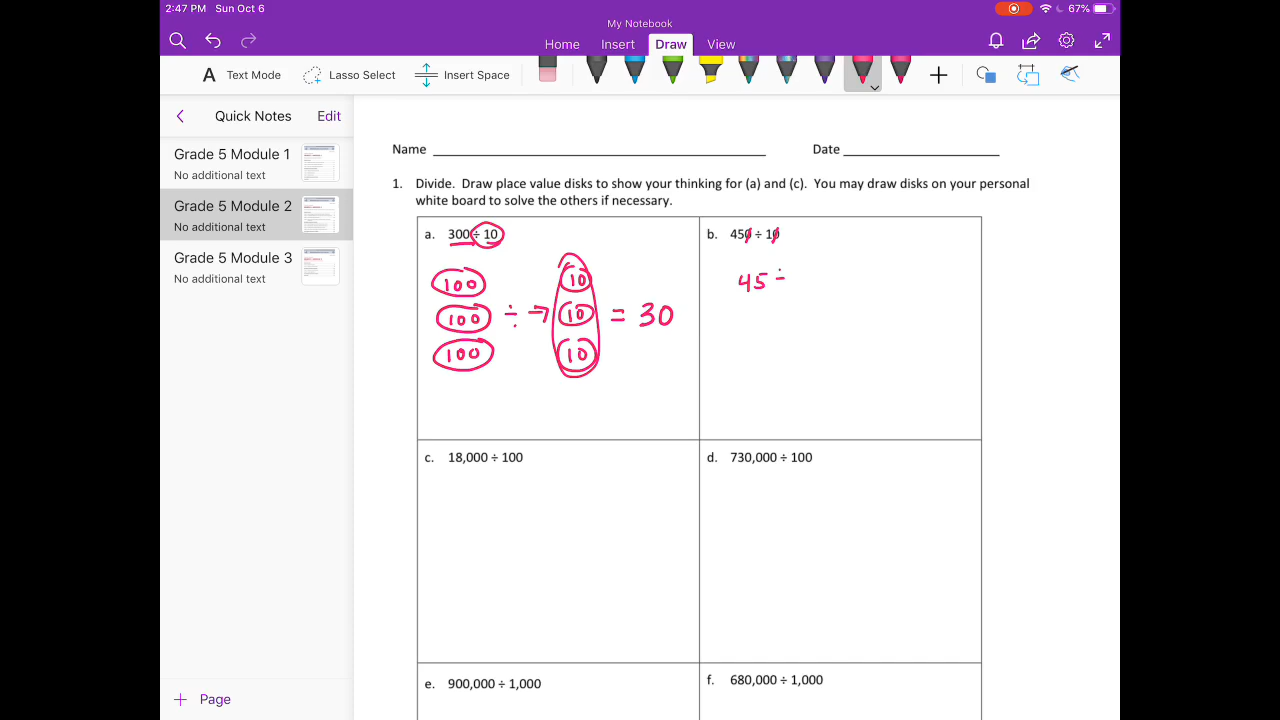 2:47 PM Sun Oct 6
67%
My Notebook
Home Insert Draw View
A Text Mode Lasso Select Insert Space
Quick Notes Edit
Grade 5 Module 1
No additional text
Grade 5 Module 2
No additional text
Grade 5 Module 3
No additional text
Page
Name Date
1. Divide. Draw place value disks to show your thinking for (a) and (c). You may draw disks on your personal
white board to solve the others if necessary.
a. 300 ÷ 10
100
100 ÷ → 10 = 30
100
10
10
b. 450 ÷ 10
45 ÷
c. 18,000 ÷ 100
d. 730,000 ÷ 100
e. 900,000 ÷ 1,000
f. 680,000 ÷ 1,000